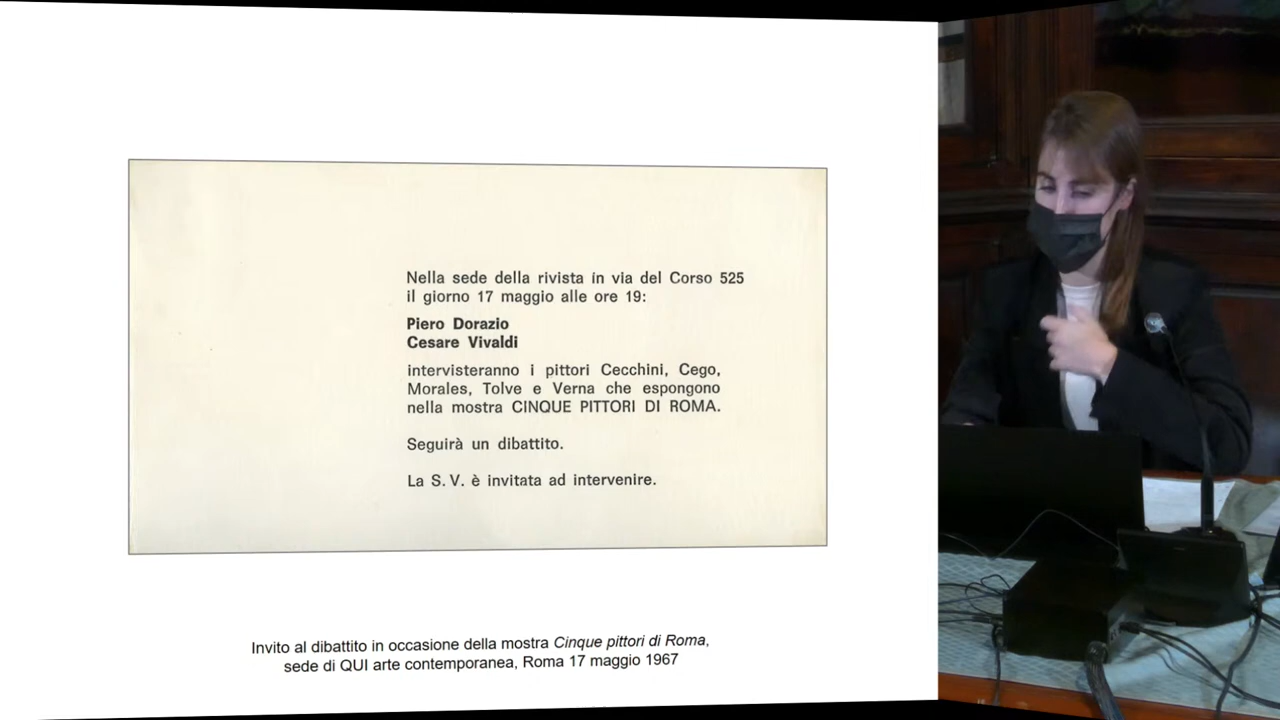 Nella sede della rivista in via del Corso 525
il giorno 17 maggio alle ore 19:
Piero Dorazio
Cesare Vivaldi
intervisteranno i pittori Cecchini, Cego,
Morales, Tolve e Verna che espongono
nella mostra CINQUE PITTORI DI ROMA.
Seguirà un dibattito.
La S. V. è invitata ad intervenire.
Invito al dibattito in occasione della mostra Cinque pittori di Roma,
sede di QUI arte contemporanea, Roma 17 maggio 1967